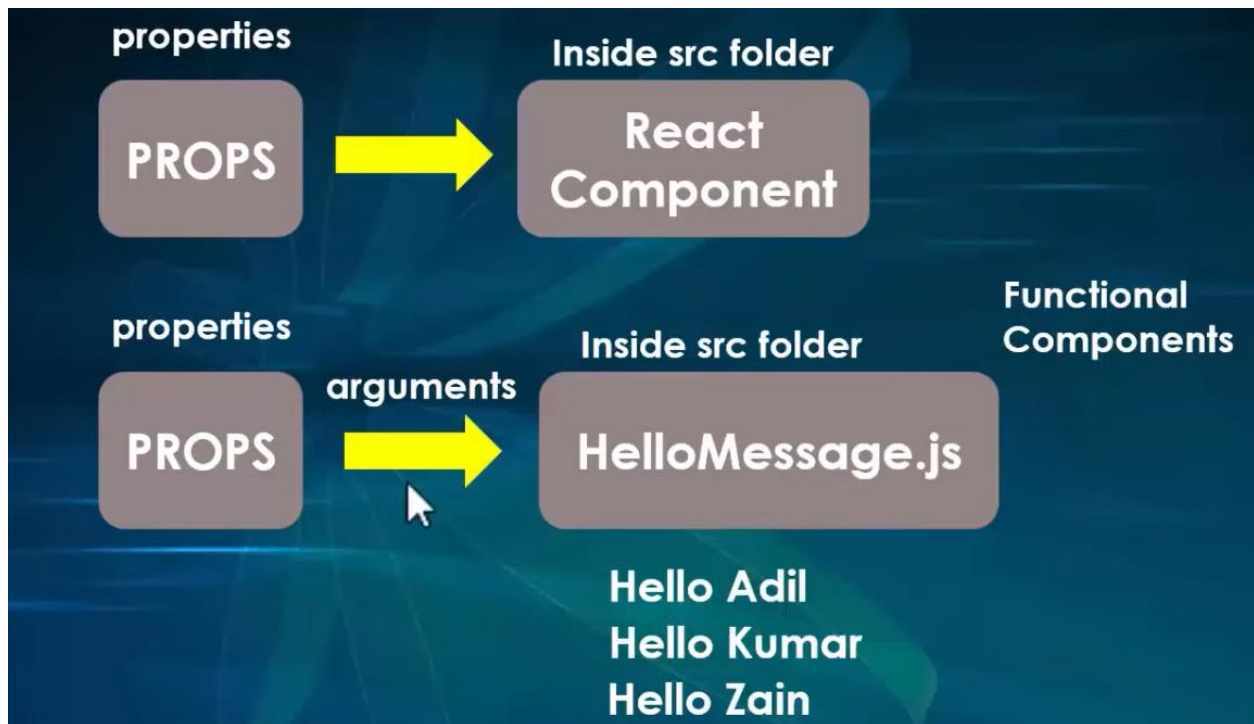 properties
Inside src folder
PROPS
React
Component
Functional
Components
properties
Inside src folder
arguments
PROPS
HelloMessage.js
Hello Adil
Hello Kumar
Hello Zain